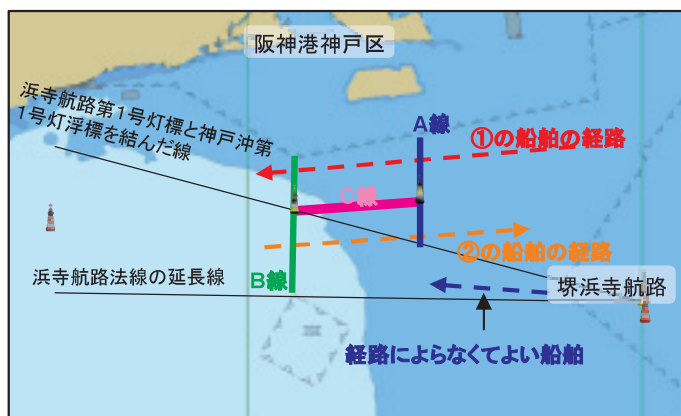 阪神港神戸区
浜寺航路第1号灯標と神戸沖第
1号灯浮標を結んだ線
A線
①の船舶の経路
C線
②の船舶の経路
B線
浜寺航路法線の延長線
堺浜寺航路
経路によらなくてよい船舶